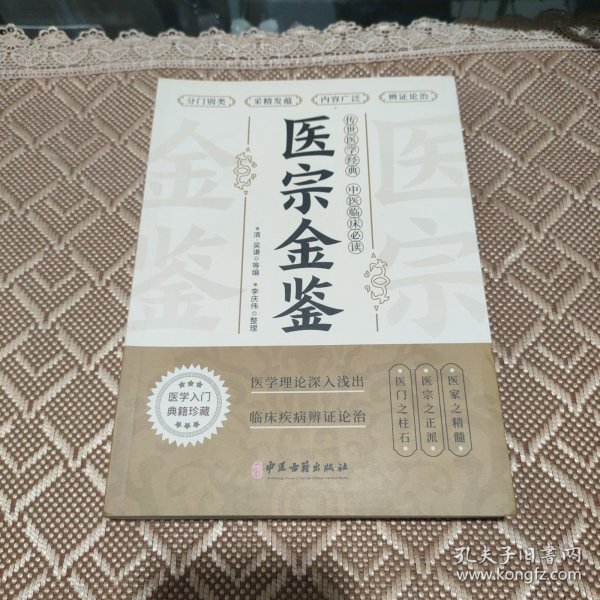 分门别类 采精发蕴 内容广泛 辨证论治
传世医学经典 中医临床必读
医宗金鉴
医宗
金鉴
清·吴谦◎等编 李庆伟◎整理
医学入门
典籍珍藏
医学理论深入浅出
临床疾病辨证论治
医家之精髓
医宗之正派
医门之柱石
中医古籍出版社
孔夫子旧书网
www.kongfz.com